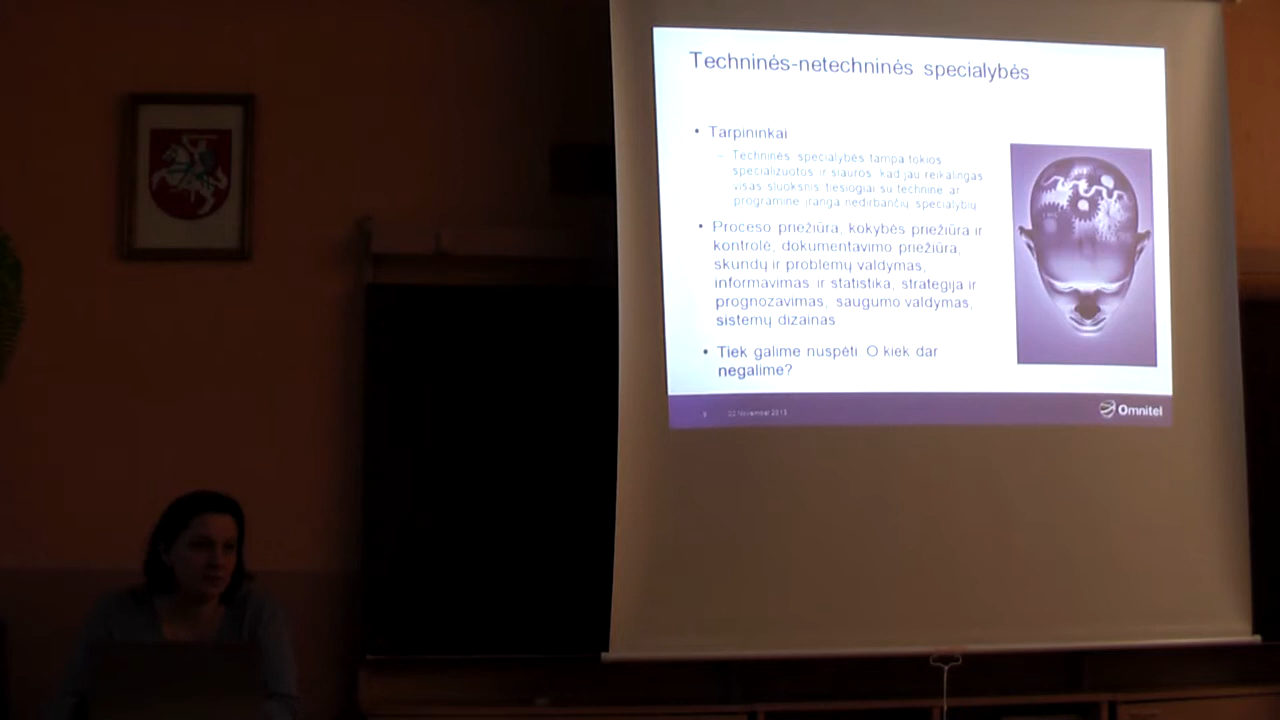 Techninės-netechninės specialybės
• Tarpininkai
– Techninės specialybės tampa tokios
specializuotos ir siauros, kad jau reikalingas
visas sluoksnis tiesiogiai su technine ar
programine įranga nedirbančių specialybių
• Proceso priežiūra, kokybės priežiūra ir
kontrolė, dokumentavimo priežiūra,
skundų ir problemų valdymas,
informavimas ir statistika, strategija ir
prognozavimas, saugumo valdymas,
sistemų dizainas
• Tiek galime nuspėti. O kiek dar
negalime?
22 November 2013
Omnitel